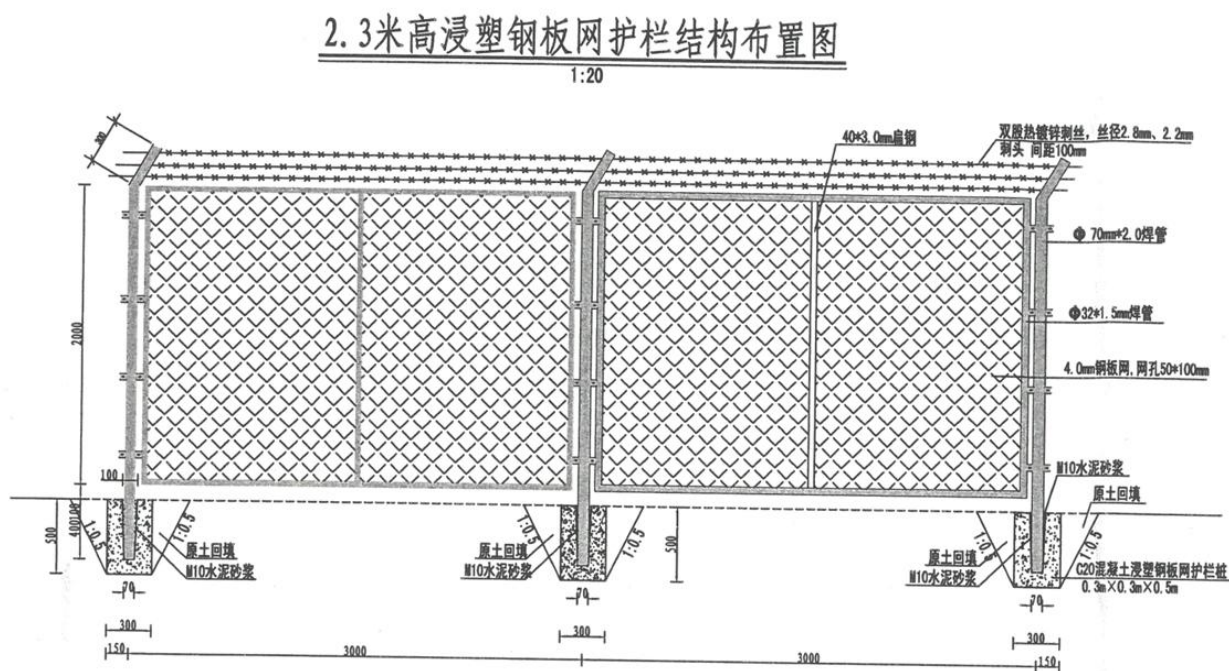 2.3米高浸塑钢板网护栏结构布置图
1:20
300
40*3.0mm扁钢
双股热镀锌刺丝，丝径2.8mm、2.2mm
刺头 间距100mm
Φ 70mm*2.0焊管
2000
Φ32*1.5mm焊管
4.0mm钢板网,网孔50*100mm
100
M10水泥砂浆
原土回填
500
400
100
1:0.5
1:0.5
原土回填
M10水泥砂浆
1:0.5
1:0.5
原土回填
M10水泥砂浆
500
1:0.5
1:0.5
原土回填
M10水泥砂浆
C20混凝土浸塑钢板网护栏桩
0.3m×0.3m×0.5m
70
70
70
300
300
300
150
3000
3000
150